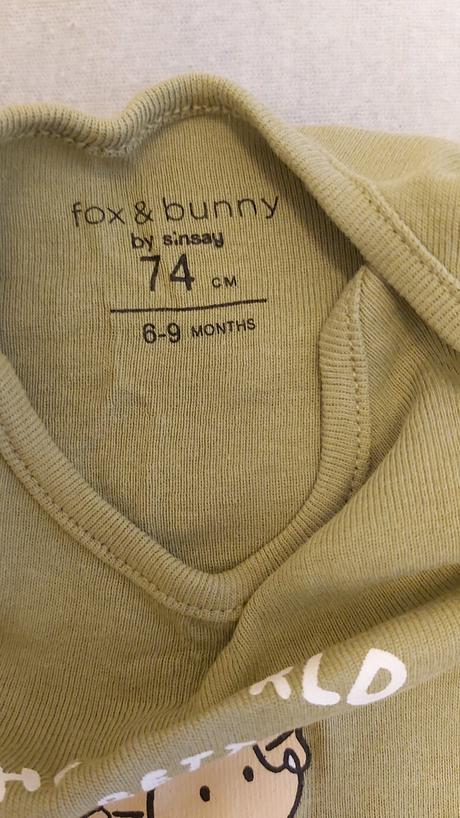 fox & bunny
by sinsay
74 CM
6-9 MONTHS